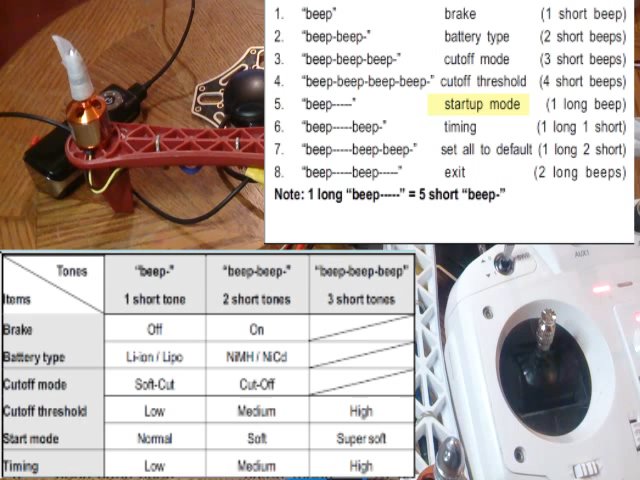 1. "beep" brake (1 short beep)
2. "beep-beep-" battery type (2 short beeps)
3. "beep-beep-beep-" cutoff mode (3 short beeps)
4. "beep-beep-beep-beep-" cutoff threshold (4 short beeps)
5. "beep-----" startup mode (1 long beep)
6. "beep-----beep-" timing (1 long 1 short)
7. "beep-----beep-beep-" set all to default (1 long 2 short)
8. "beep-----beep-----" exit (2 long beeps)
Note: 1 long "beep-----" = 5 short "beep-"
Tones "beep-" "beep-beep-" "beep-beep-beep"
Items 1 short tone 2 short tones 3 short tones
Brake Off On
Battery type Li-ion / Lipo NiMH / NiCd
Cutoff mode Soft-Cut Cut-Off
Cutoff threshold Low Medium High
Start mode Normal Soft Super soft
Timing Low Medium High
AUX1